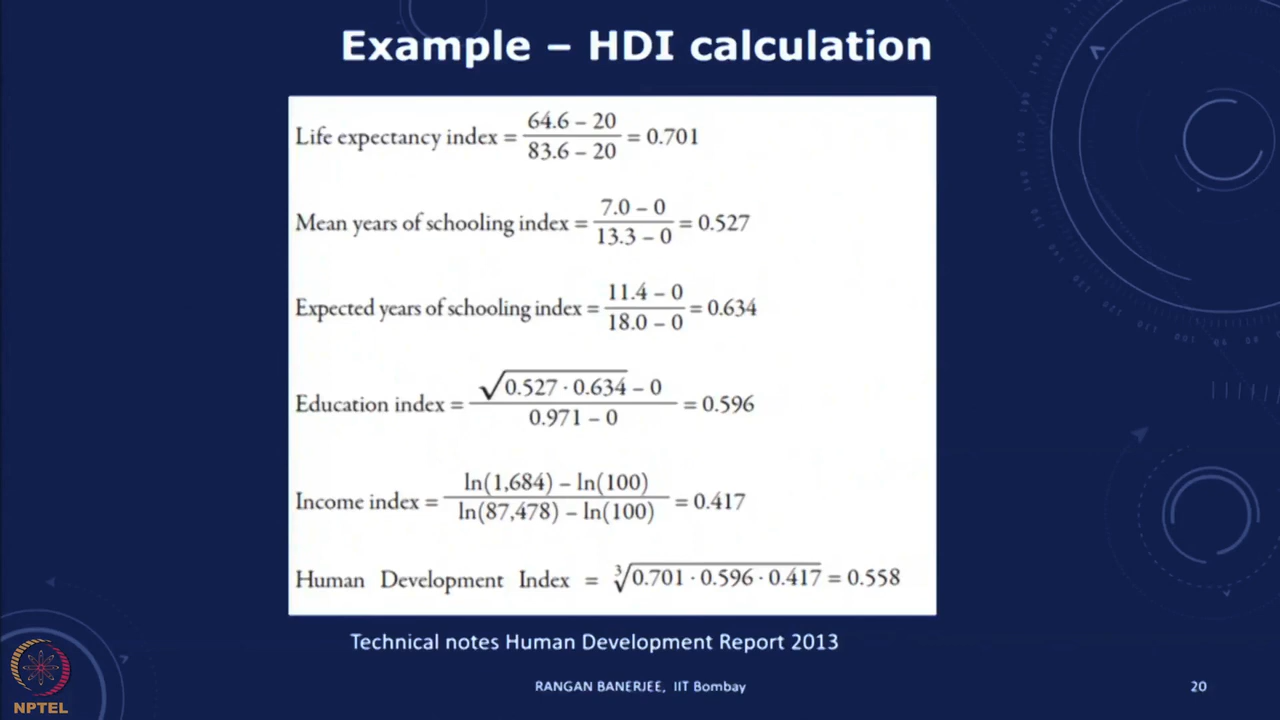 Example – HDI calculation
Life expectancy index = (64.6 – 20) / (83.6 – 20) = 0.701
Mean years of schooling index = (7.0 – 0) / (13.3 – 0) = 0.527
Expected years of schooling index = (11.4 – 0) / (18.0 – 0) = 0.634
Education index = (√(0.527 · 0.634) – 0) / (0.971 – 0) = 0.596
Income index = (ln(1,684) – ln(100)) / (ln(87,478) – ln(100)) = 0.417
Human Development Index = ∛(0.701 · 0.596 · 0.417) = 0.558
Technical notes Human Development Report 2013
RANGAN BANERJEE, IIT Bombay
20
NPTEL